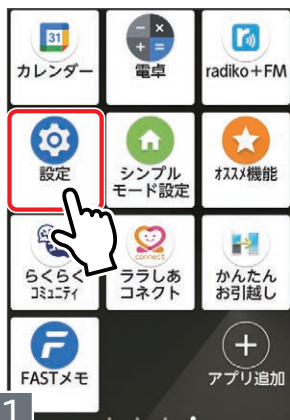 31
カレンダー
電卓
radiko+FM
設定
シンプル
モード設定
オススメ機能
らくらく
コミュニティ
connect
ララしあ
コネクト
かんたん
お引越し
FASTメモ
アプリ追加
1